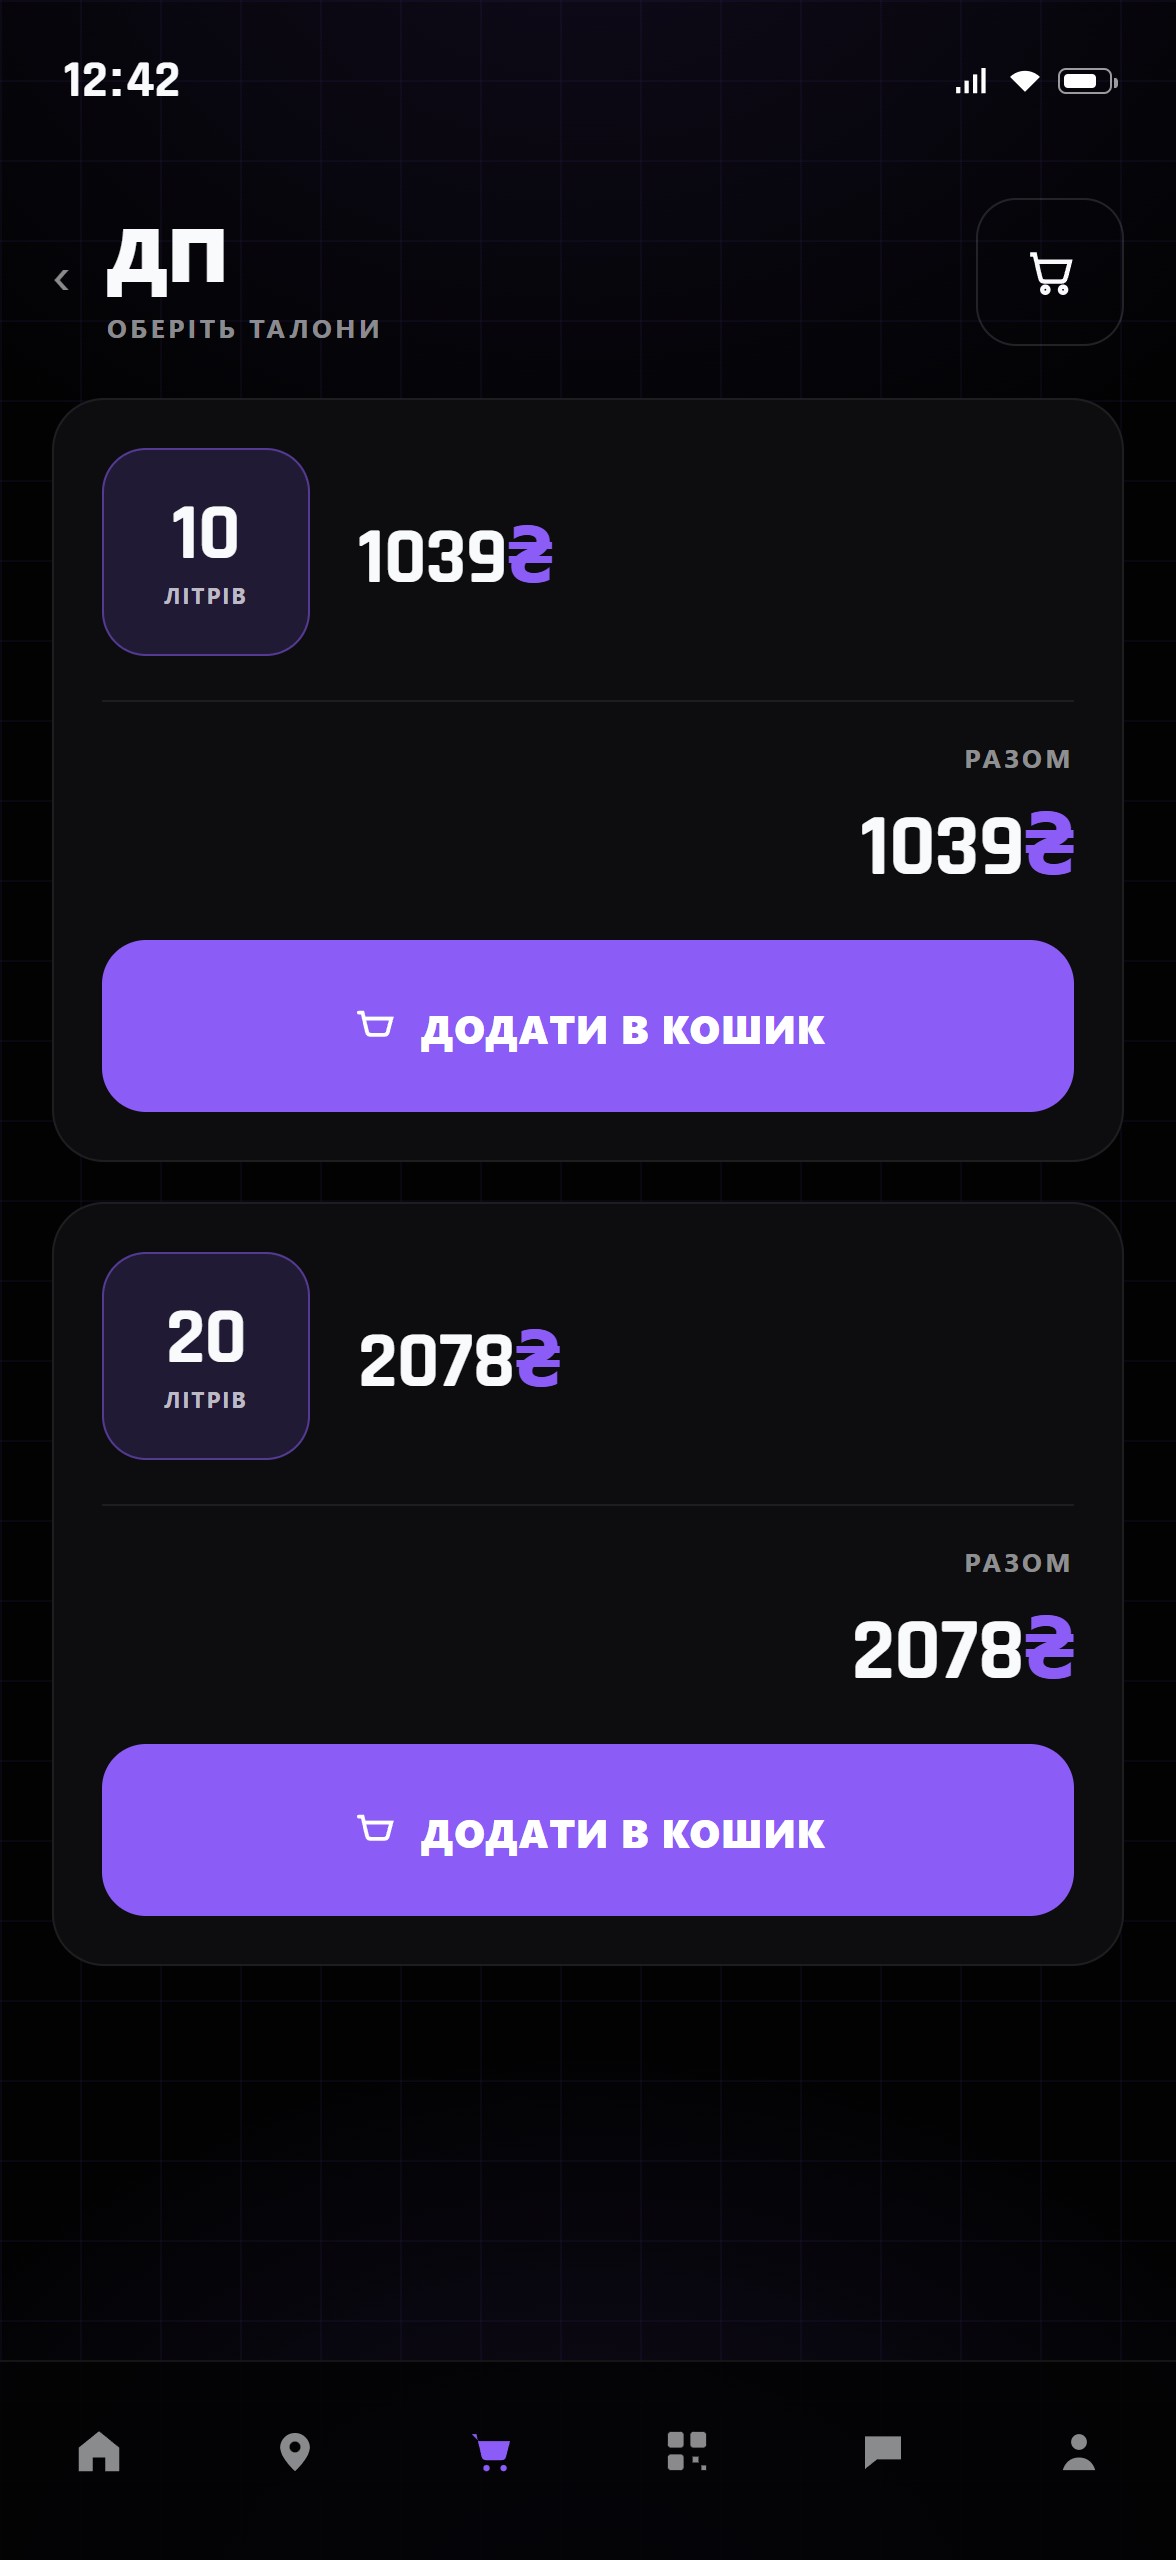 12:42
ДП
ОБЕРІТЬ ТАЛОНИ
10
ЛІТРІВ
1039₴
РАЗОМ
1039₴
ДОДАТИ В КОШИК
20
ЛІТРІВ
2078₴
РАЗОМ
2078₴
ДОДАТИ В КОШИК